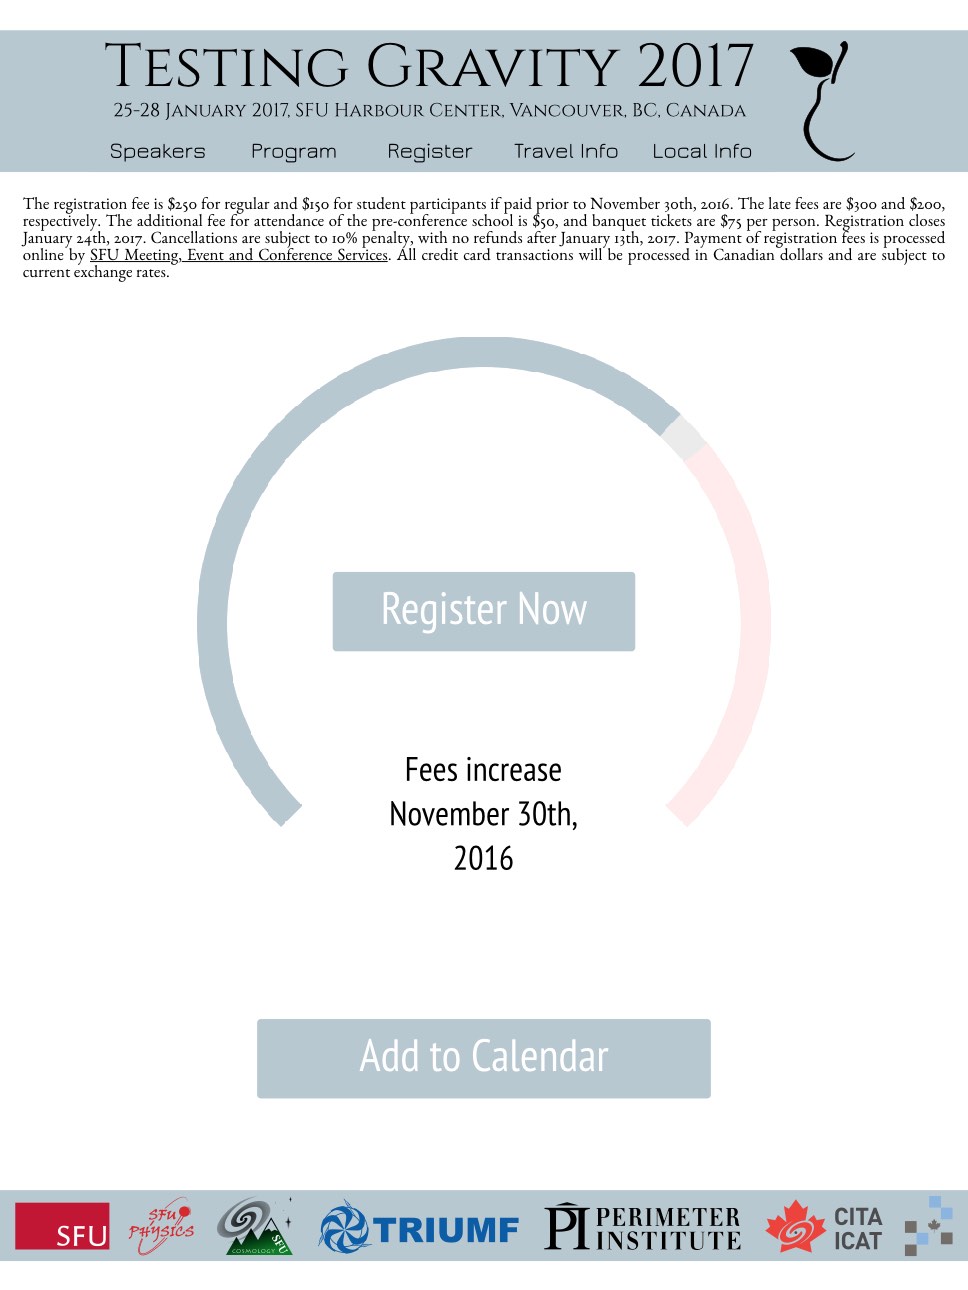 Testing Gravity 2017
25-28 January 2017, SFU Harbour Center, Vancouver, BC, Canada
Speakers Program Register Travel Info Local Info
The registration fee is $250 for regular and $150 for student participants if paid prior to November 30th, 2016. The late fees are $300 and $200,
respectively. The additional fee for attendance of the pre-conference school is $50, and banquet tickets are $75 per person. Registration closes
January 24th, 2017. Cancellations are subject to 10% penalty, with no refunds after January 13th, 2017. Payment of registration fees is processed
online by SFU Meeting, Event and Conference Services. All credit card transactions will be processed in Canadian dollars and are subject to
current exchange rates.
Register Now
Fees increase
November 30th,
2016
Add to Calendar
SFU
SFU
PHYSICS
COSMOLOGY
SFU
TRIUMF
PI
PERIMETER
INSTITUTE
CITA
ICAT